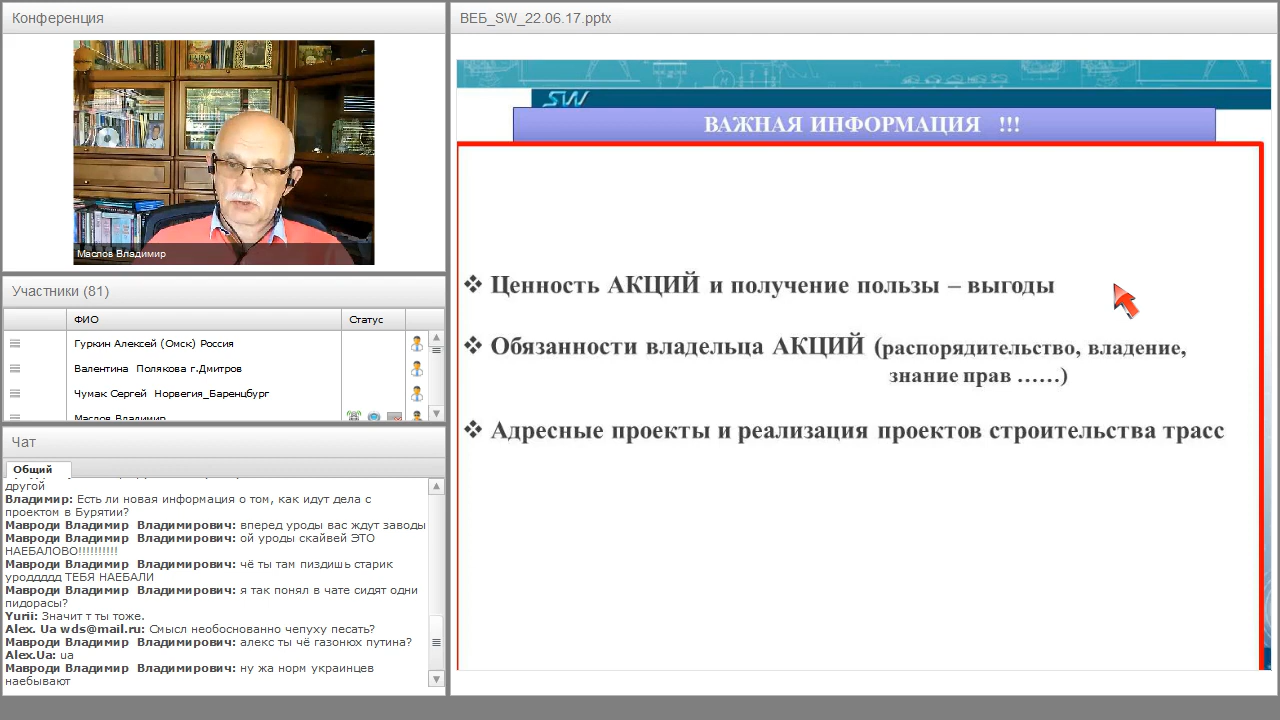 Конференция
Маслов Владимир
Участники (81)
ФИО
Статус
Гуркин Алексей (Омск) Россия
Валентина Полякова г.Дмитров
Чумак Сергей Норвегия_Баренцбург
Маслов Владимир
Чат
Общий
другой
Владимир: Есть ли новая информация о том, как идут дела с
проектом в Бурятии?
Мавроди Владимир Владимирович: вперед уроды вас ждут заводы
Мавроди Владимир Владимирович: ой уроды скайвей ЭТО
НАЕБАЛОВО!!!!!!!!!!
Мавроди Владимир Владимирович: чё ты там пиздишь старик
уроддддд ТЕБЯ НАЕБАЛИ
Мавроди Владимир Владимирович: я так понял в чате сидят одни
пидорасы?
Yurii: Значит т ты тоже.
Alex. Ua wds@mail.ru: Смысл необоснованно чепуху песать?
Мавроди Владимир Владимирович: алекс ты чё газонюх путина?
Alex.Ua: ua
Мавроди Владимир Владимирович: ну жа норм украинцев
наебывают
ВЕБ_SW_22.06.17.pptx
SW
ВАЖНАЯ ИНФОРМАЦИЯ !!!
❖ Ценность АКЦИЙ и получение пользы – выгоды
❖ Обязанности владельца АКЦИЙ (распорядительство, владение,
знание прав ……)
❖ Адресные проекты и реализация проектов строительства трасс